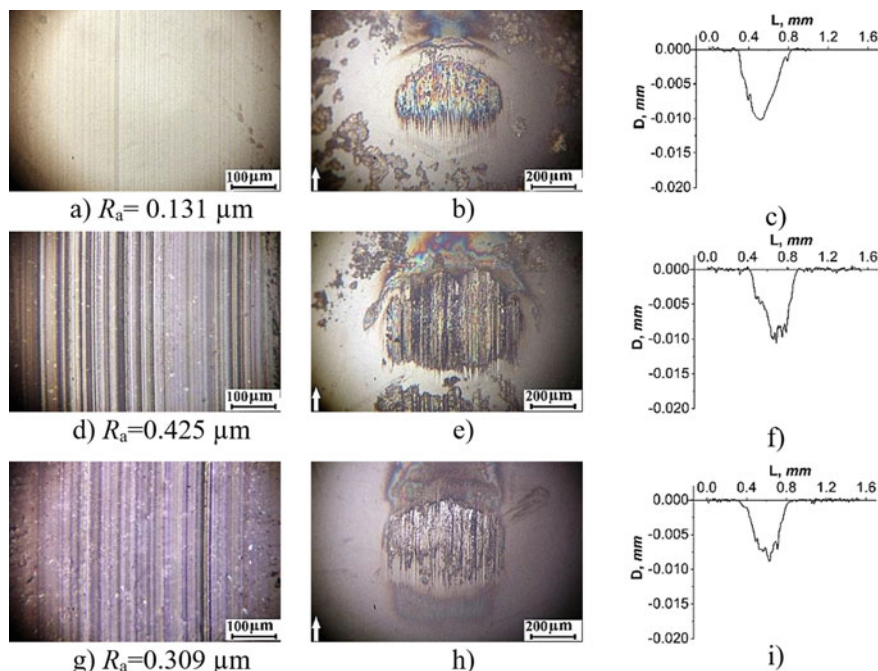 100µm
200µm
L, mm
0.0 0.4 0.8 1.2 1.6
0.000
-0.005
-0.010
-0.015
-0.020
D, mm
a) Ra= 0.131 µm
b)
c)
100µm
200µm
L, mm
0.0 0.4 0.8 1.2 1.6
0.000
-0.005
-0.010
-0.015
-0.020
D, mm
d) Ra=0.425 µm
e)
f)
100µm
200µm
L, mm
0.0 0.4 0.8 1.2 1.6
0.000
-0.005
-0.010
-0.015
-0.020
D, mm
g) Ra=0.309 µm
h)
i)